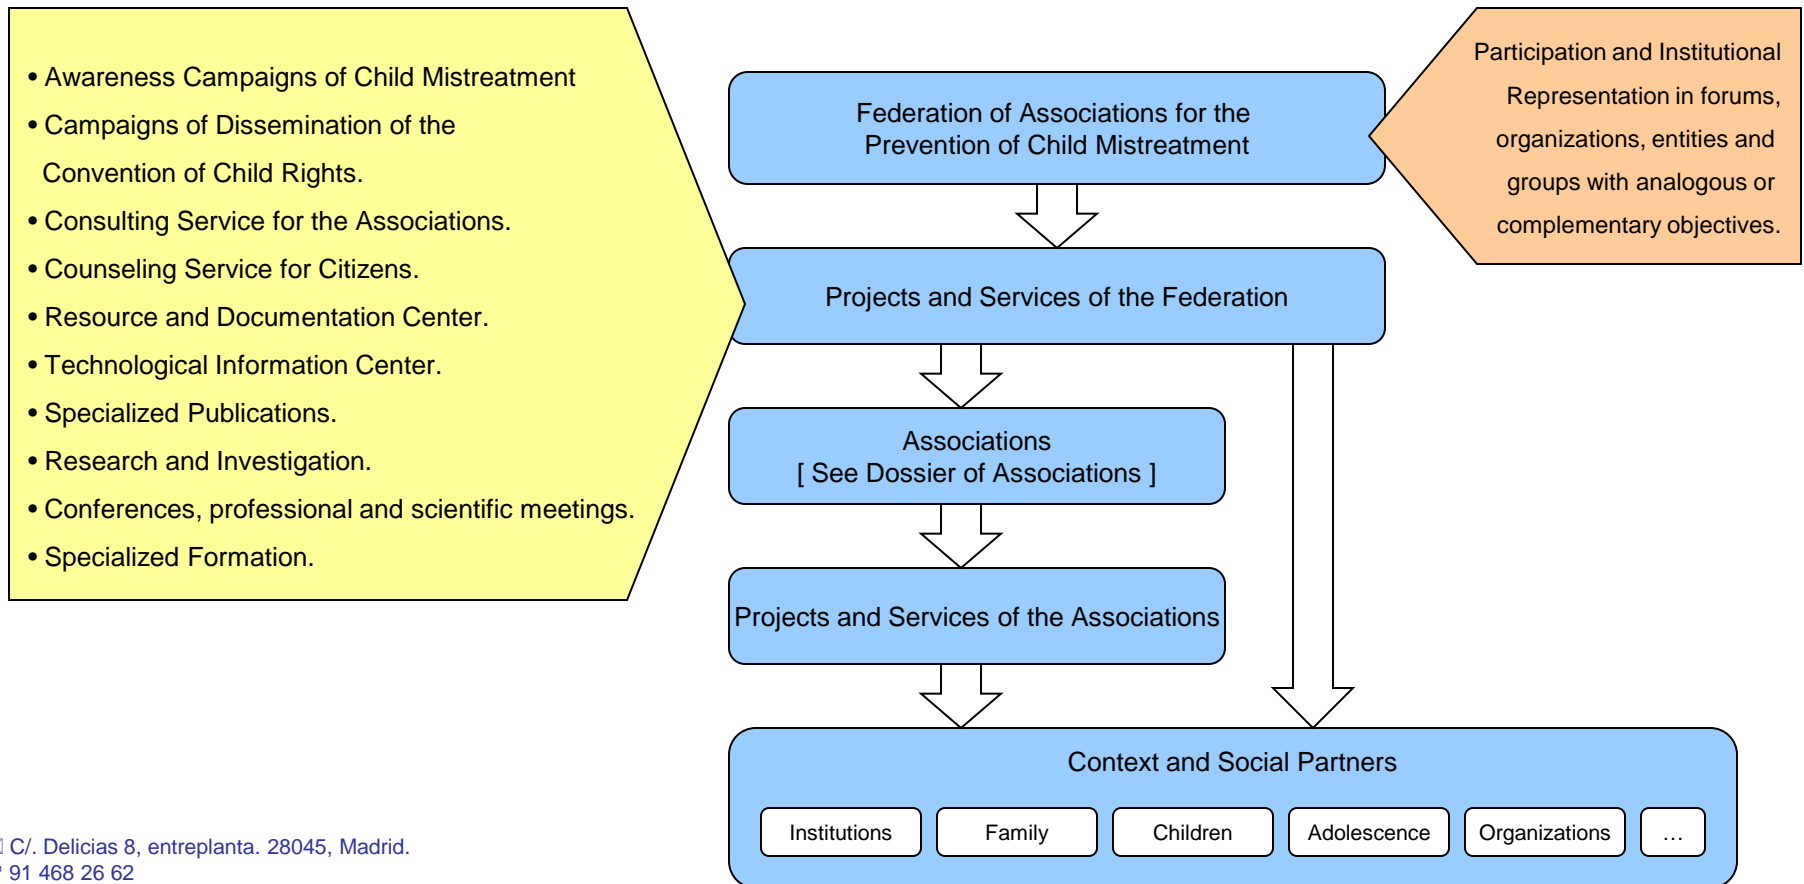 • Awareness Campaigns of Child Mistreatment
• Campaigns of Dissemination of the
Convention of Child Rights.
• Consulting Service for the Associations.
• Counseling Service for Citizens.
• Resource and Documentation Center.
• Technological Information Center.
• Specialized Publications.
• Research and Investigation.
• Conferences, professional and scientific meetings.
• Specialized Formation.
Federation of Associations for the
Prevention of Child Mistreatment
Participation and Institutional
Representation in forums,
organizations, entities and
groups with analogous or
complementary objectives.
Projects and Services of the Federation
Associations
[ See Dossier of Associations ]
Projects and Services of the Associations
Context and Social Partners
Institutions
Family
Children
Adolescence
Organizations
…
C/. Delicias 8, entreplanta. 28045, Madrid.
91 468 26 62